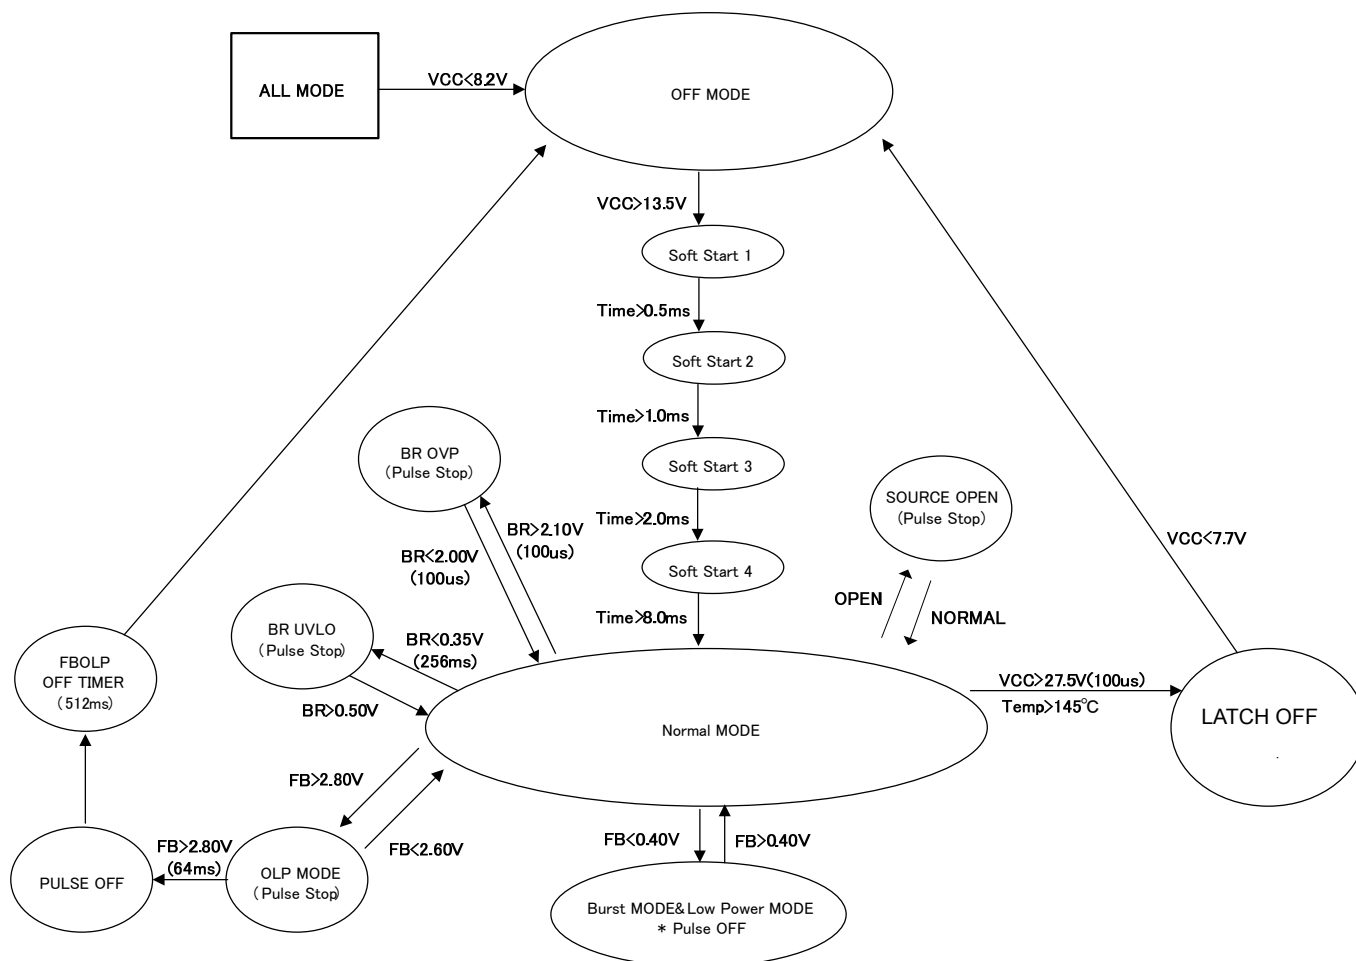 ALL MODE
VCC<8.2V
OFF MODE
VCC>13.5V
Soft Start 1
Time>0.5ms
Soft Start 2
Time>1.0ms
Soft Start 3
Time>2.0ms
Soft Start 4
Time>8.0ms
BR OVP
(Pulse Stop)
BR>2.10V
(100us)
BR<2.00V
(100us)
SOURCE OPEN
(Pulse Stop)
OPEN
NORMAL
VCC<7.7V
BR UVLO
(Pulse Stop)
BR<0.35V
(256ms)
BR>0.50V
FBOLP
OFF TIMER
(512ms)
Normal MODE
VCC>27.5V(100us)
Temp>145℃
LATCH OFF
FB>2.80V
FB<2.60V
FB>2.80V
(64ms)
PULSE OFF
OLP MODE
(Pulse Stop)
FB<0.40V
FB>0.40V
Burst MODE&Low Power MODE
* Pulse OFF